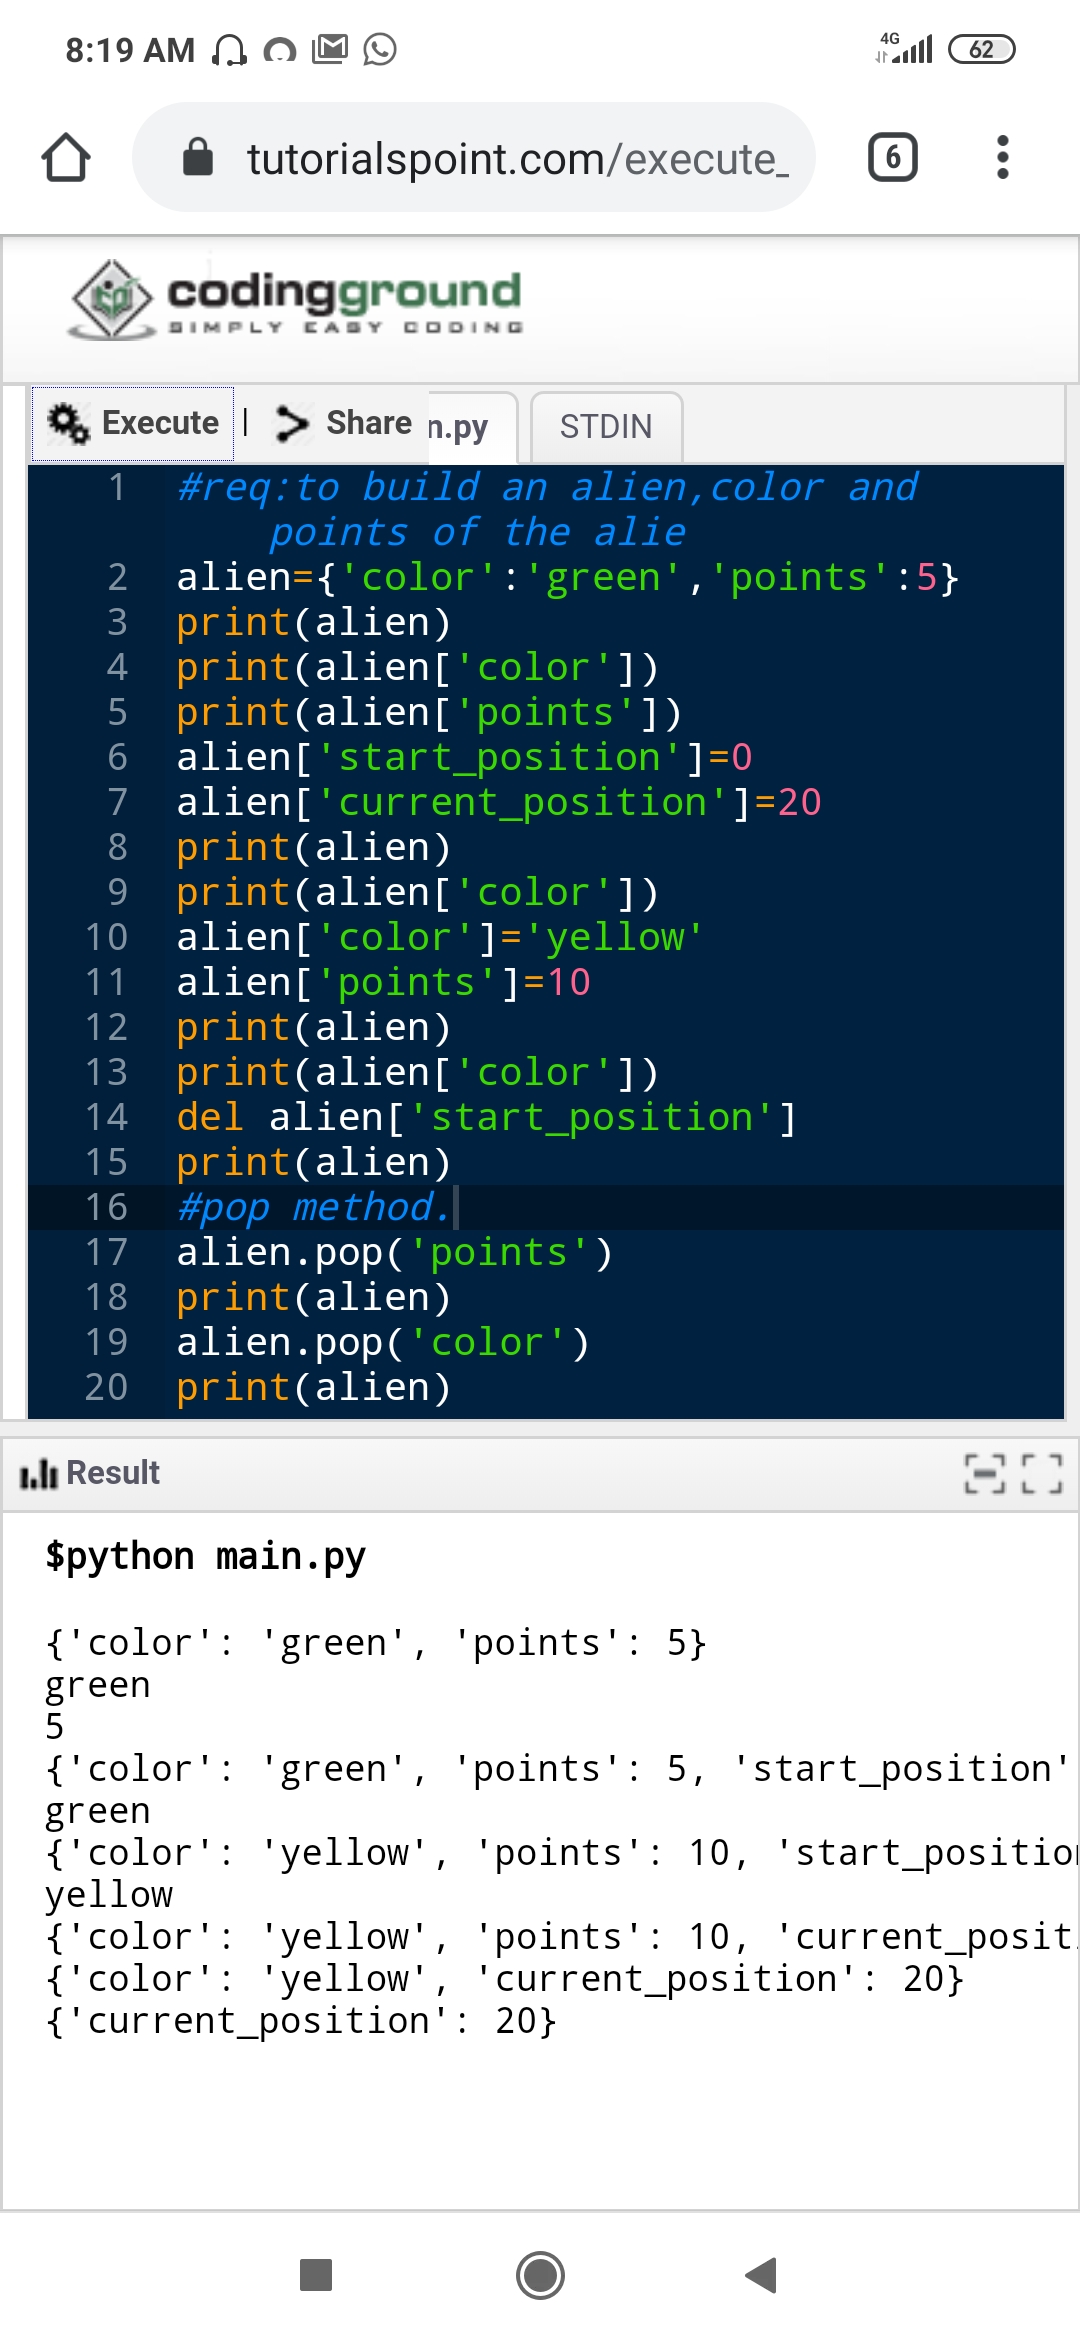 8:19 AM
4G
62
tutorialspoint.com/execute_
6
codingground
SIMPLY EASY CODING
Execute | Share n.py STDIN
1 #req:to build an alien,color and
points of the alie
2 alien={'color':'green','points':5}
3 print(alien)
4 print(alien['color'])
5 print(alien['points'])
6 alien['start_position']=0
7 alien['current_position']=20
8 print(alien)
9 print(alien['color'])
10 alien['color']='yellow'
11 alien['points']=10
12 print(alien)
13 print(alien['color'])
14 del alien['start_position']
15 print(alien)
16 #pop method.
17 alien.pop('points')
18 print(alien)
19 alien.pop('color')
20 print(alien)
Result
$python main.py
{'color': 'green', 'points': 5}
green
5
{'color': 'green', 'points': 5, 'start_position'
green
{'color': 'yellow', 'points': 10, 'start_positio
yellow
{'color': 'yellow', 'points': 10, 'current_posit
{'color': 'yellow', 'current_position': 20}
{'current_position': 20}